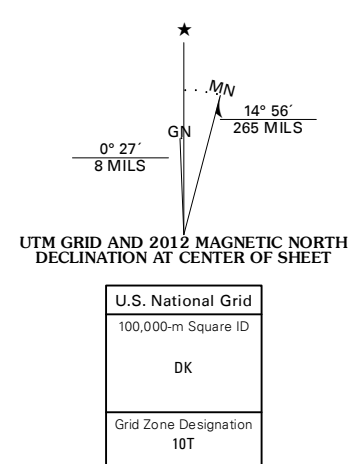 ★
MN
14° 56´
265 MILS
GN
0° 27´
8 MILS
UTM GRID AND 2012 MAGNETIC NORTH
DECLINATION AT CENTER OF SHEET
U.S. National Grid
100,000-m Square ID
DK
Grid Zone Designation
10T